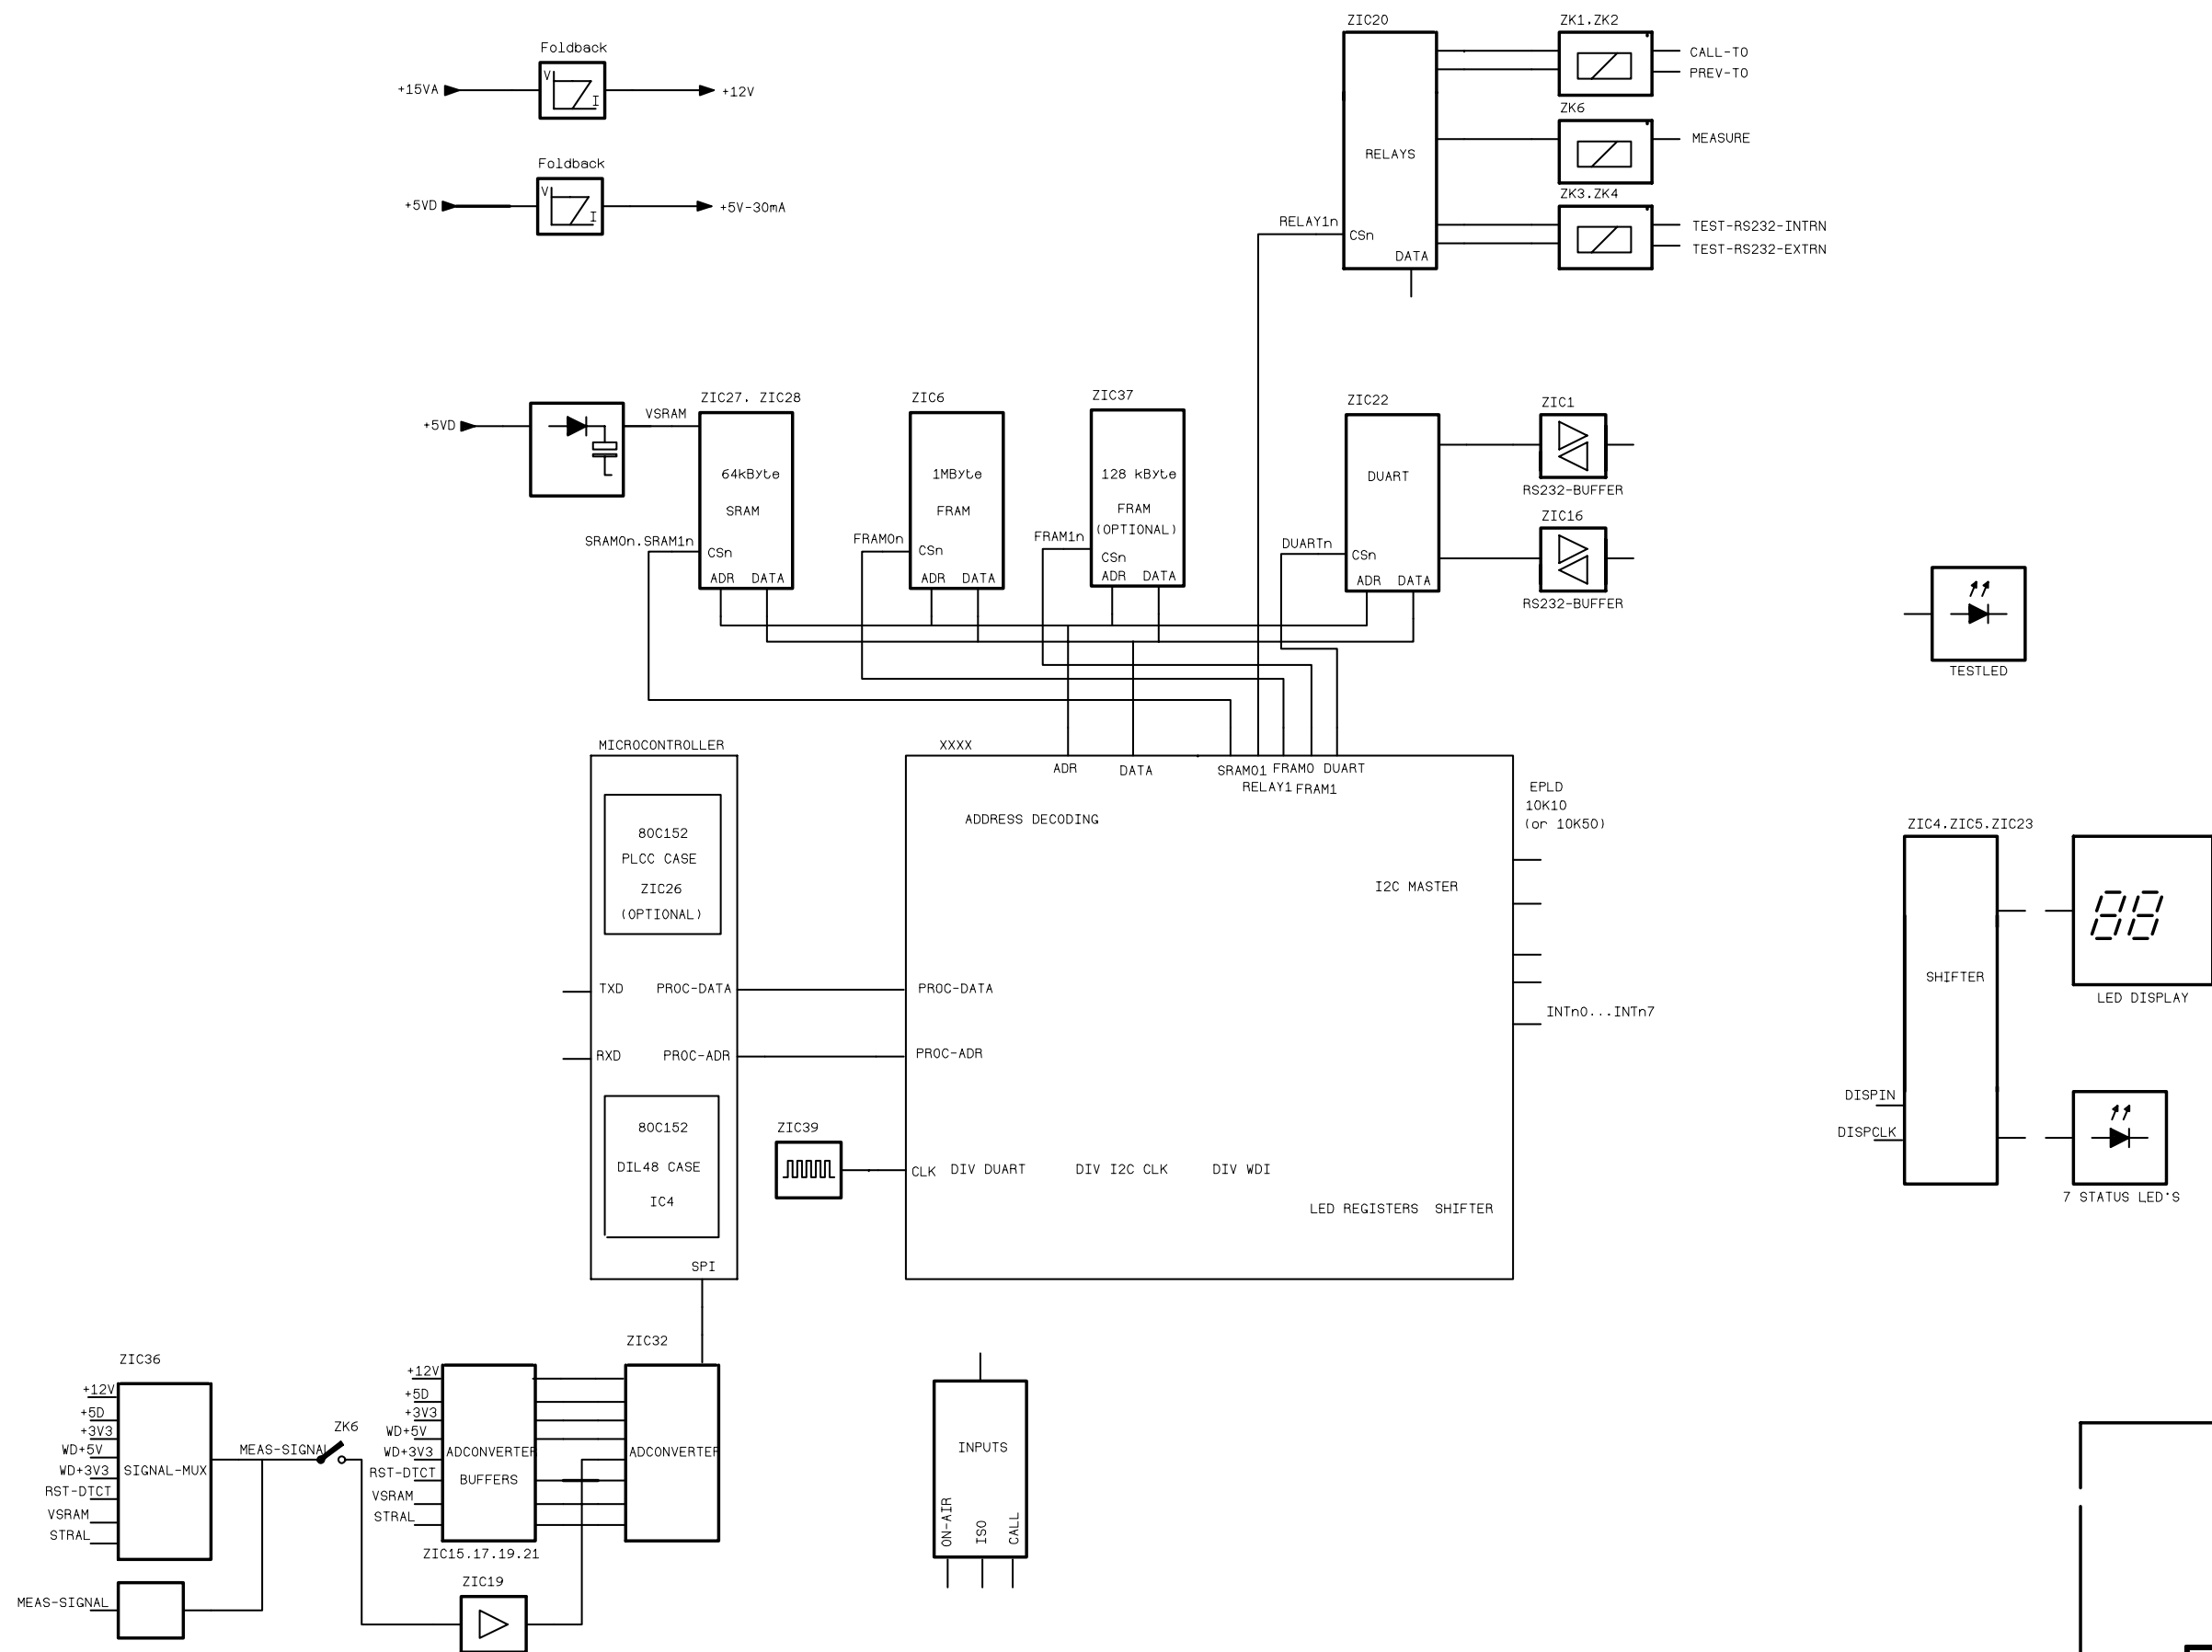 Foldback
V
I
+15VA
+12V
Foldback
V
I
+5VD
+5V-30mA
ZIC20
RELAYS
RELAY1n
CSn
DATA
ZK1.ZK2
CALL-TO
PREV-TO
ZK6
MEASURE
ZK3.ZK4
TEST-RS232-INTRN
TEST-RS232-EXTRN
+5VD
VSRAM
ZIC27. ZIC28
64kByte
SRAM
SRAM0n.SRAM1n
CSn
ADR DATA
ZIC6
1MByte
FRAM
FRAM0n
CSn
ADR DATA
ZIC37
128 kByte
FRAM
(OPTIONAL)
FRAM1n
CSn
ADR DATA
ZIC22
DUART
DUARTn
CSn
ADR DATA
ZIC1
RS232-BUFFER
ZIC16
RS232-BUFFER
TESTLED
MICROCONTROLLER
80C152
PLCC CASE
ZIC26
(OPTIONAL)
TXD PROC-DATA
RXD PROC-ADR
80C152
DIL48 CASE
IC4
SPI
XXXX
ADR DATA SRAM01 FRAM0 DUART
RELAY1 FRAM1
ADDRESS DECODING
I2C MASTER
PROC-DATA
PROC-ADR
ZIC39
CLK DIV DUART DIV I2C CLK DIV WDI
LED REGISTERS SHIFTER
EPLD
10K10
(or 10K50)
INTn0...INTn7
ZIC4.ZIC5.ZIC23
SHIFTER
DISPIN
DISPCLK
88
LED DISPLAY
7 STATUS LED'S
ZIC36
+12V
+5D
+3V3
WD+5V
WD+3V3
RST-DTCT
VSRAM
STRAL
SIGNAL-MUX
MEAS-SIGNAL
ZK6
MEAS-SIGNAL
+12V
+5D
+3V3
WD+5V
WD+3V3
RST-DTCT
VSRAM
STRAL
ADCONVERTER
BUFFERS
ZIC15.17.19.21
ZIC32
ADCONVERTER
ZIC19
INPUTS
ON-AIR
ISO
CALL